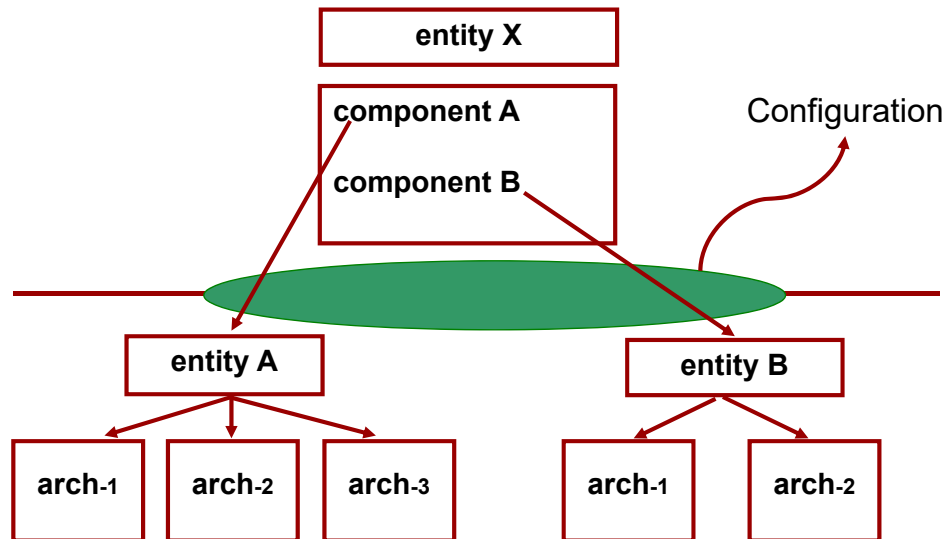 entity X
component A
Configuration
component B
entity A
entity B
arch-1
arch-2
arch-3
arch-1
arch-2